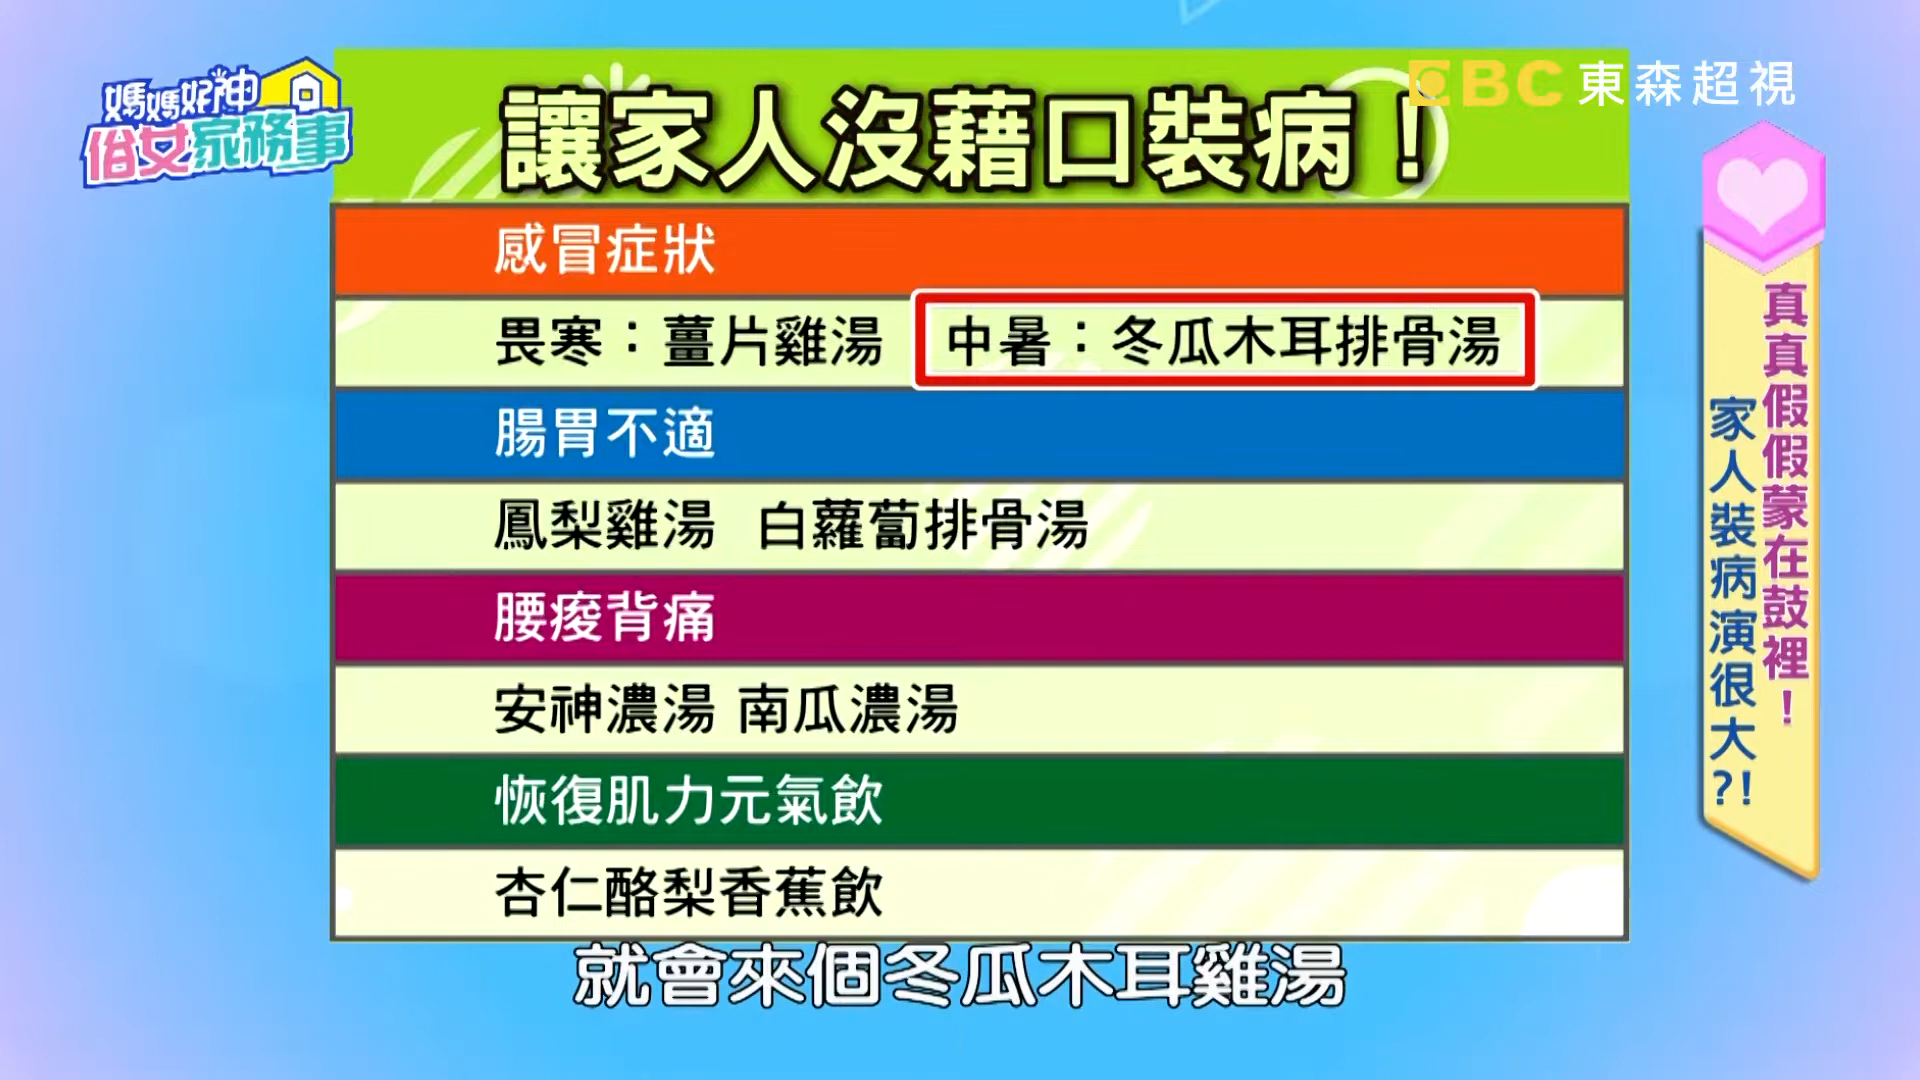 媽媽好神
俗女家務事
EBC 東森超視
讓家人沒藉口裝病！
感冒症狀
畏寒：薑片雞湯 中暑：冬瓜木耳排骨湯
腸胃不適
鳳梨雞湯 白蘿蔔排骨湯
腰痠背痛
安神濃湯 南瓜濃湯
恢復肌力元氣飲
杏仁酪梨香蕉飲
真真假假蒙在鼓裡！
家人裝病演很大?!
就會來個冬瓜木耳雞湯